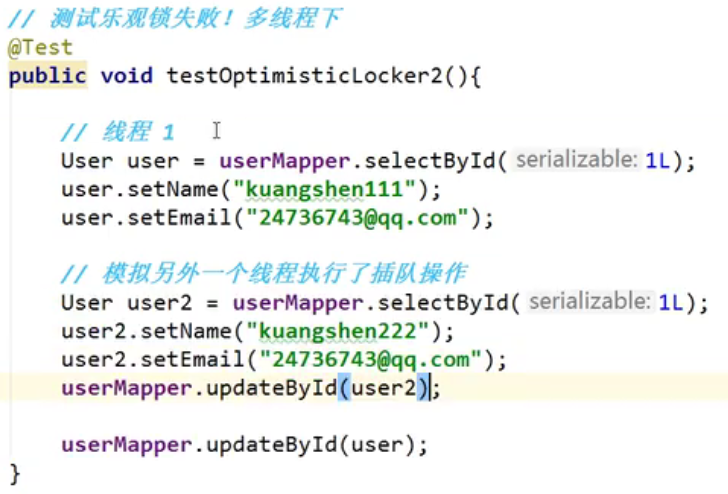 // 测试乐观锁失败！多线程下
@Test
public void testOptimisticLocker2(){
// 线程 1
User user = userMapper.selectById( serializable: 1L);
user.setName("kuangshen111");
user.setEmail("24736743@qq.com");
// 模拟另外一个线程执行了插队操作
User user2 = userMapper.selectById( serializable: 1L);
user2.setName("kuangshen222");
user2.setEmail("24736743@qq.com");
userMapper.updateById(user2);
userMapper.updateById(user);
}